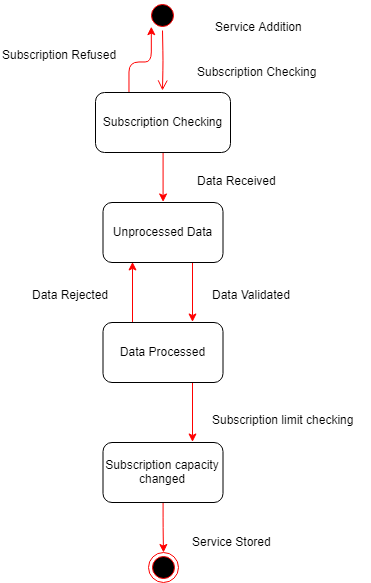 Service Addition
Subscription Refused
Subscription Checking
Subscription Checking
Data Received
Unprocessed Data
Data Rejected
Data Validated
Data Processed
Subscription limit checking
Subscription capacity
changed
Service Stored